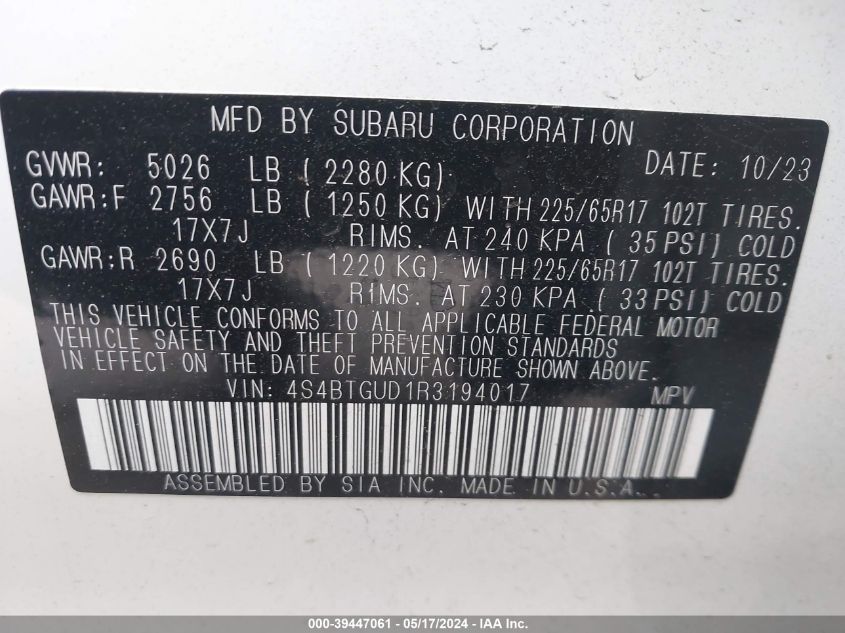 MFD BY SUBARU CORPORATION
GVWR: 5026 LB ( 2280 KG) DATE: 10/23
GAWR:F 2756 LB ( 1250 KG) WITH 225/65R17 102T TIRES.
17X7J RIMS. AT 240 KPA ( 35 PSI) COLD
GAWR:R 2690 LB ( 1220 KG) WITH 225/65R17 102T TIRES.
17X7J RIMS. AT 230 KPA ( 33 PSI) COLD
THIS VEHICLE CONFORMS TO ALL APPLICABLE FEDERAL MOTOR
VEHICLE SAFETY AND THEFT PREVENTION STANDARDS
IN EFFECT ON THE DATE OF MANUFACTURE SHOWN ABOVE.
VIN: 4S4BTGUD1R3194017 MPV
ASSEMBLED BY SIA INC. MADE IN U.S.A.
000-39447061 - 05/17/2024 - IAA Inc.